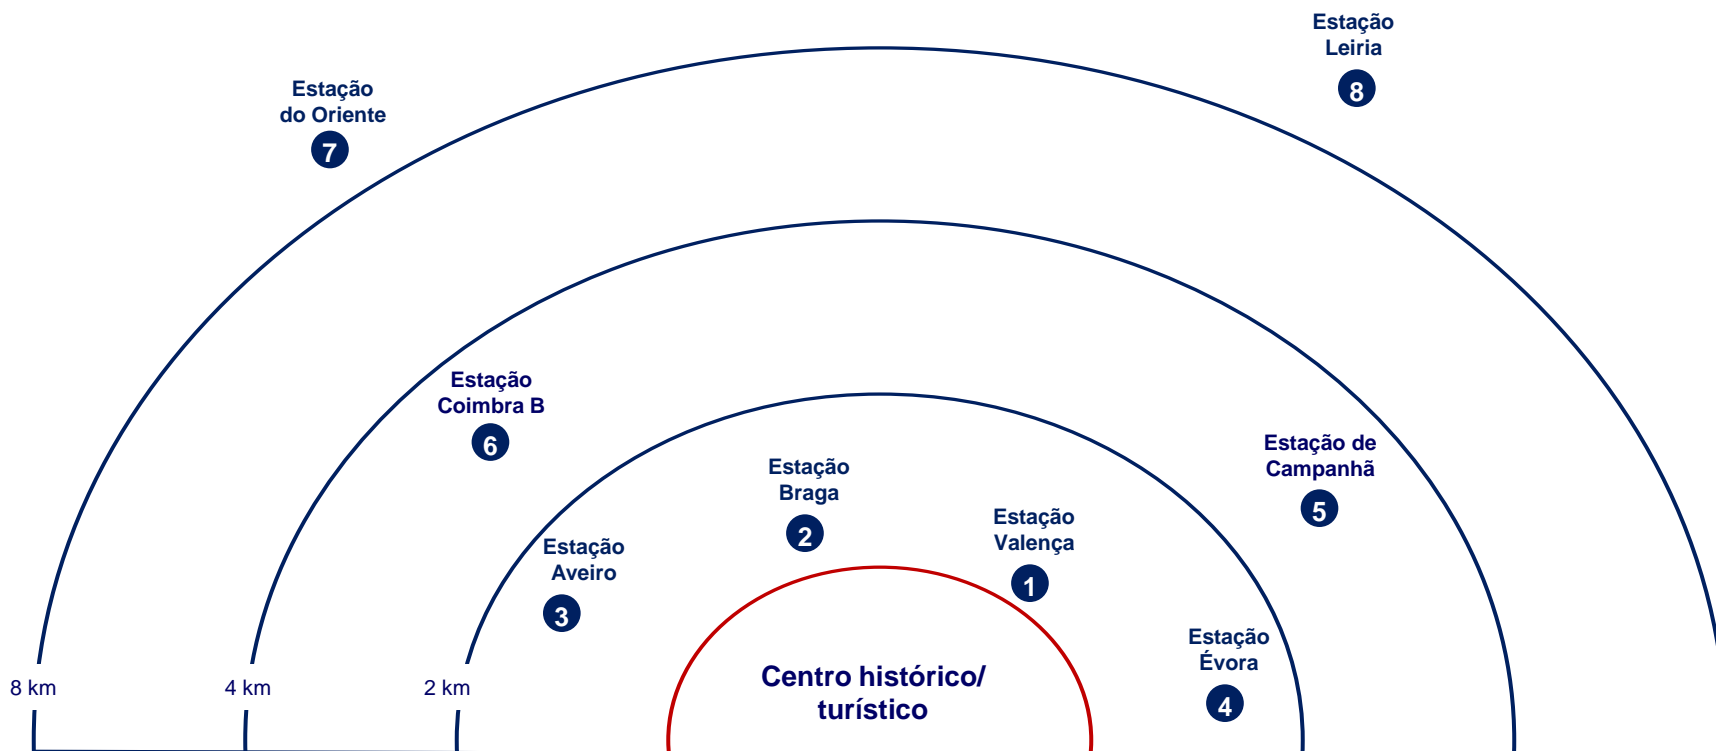 Estação
Leiria
8
Estação
do Oriente
7
Estação
Coimbra B
6
Estação de
Campanhã
5
Estação
Braga
2
Estação
Valença
1
Estação
Aveiro
3
Estação
Évora
4
Centro histórico/
turístico
8 km
4 km
2 km